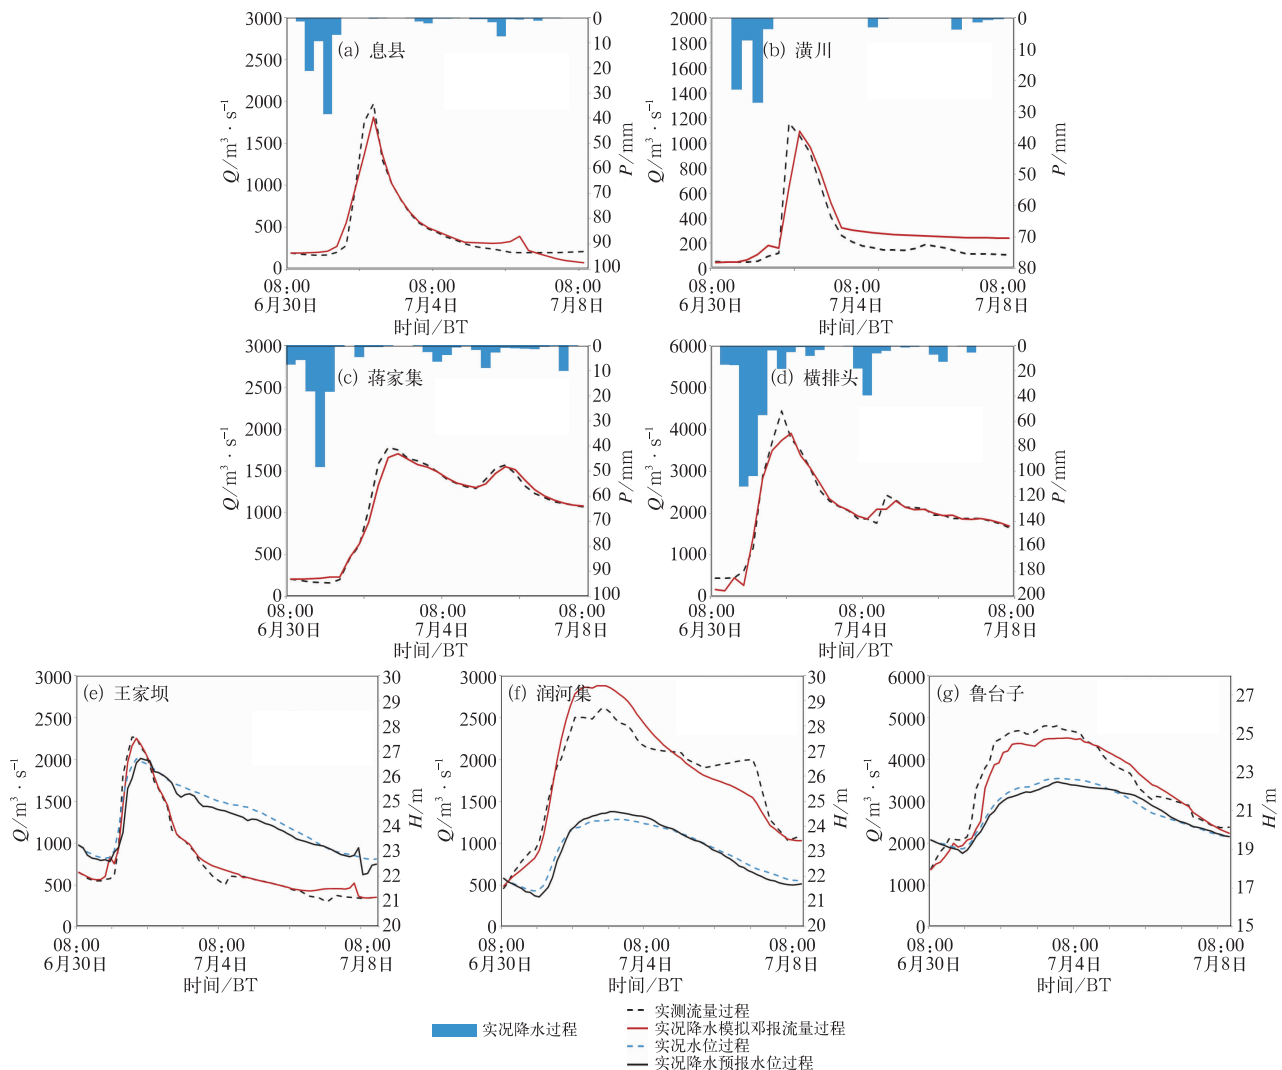 3000
2500
2000
1500
1000
500
0
Q/m³·s⁻¹
(a) 息县
0
10
20
30
40
50
60
70
80
90
100
P/mm
08:00
6月30日
08:00
7月4日
08:00
7月8日
时间/BT
2000
1800
1600
1400
1200
1000
800
600
400
200
0
Q/m³·s⁻¹
(b) 潢川
0
10
20
30
40
50
60
70
80
P/mm
08:00
6月30日
08:00
7月4日
08:00
7月8日
时间/BT
3000
2500
2000
1500
1000
500
0
Q/m³·s⁻¹
(c) 蒋家集
0
10
20
30
40
50
60
70
80
90
100
P/mm
08:00
6月30日
08:00
7月4日
08:00
7月8日
时间/BT
6000
5000
4000
3000
2000
1000
0
Q/m³·s⁻¹
(d) 横排头
0
20
40
60
80
100
120
140
160
180
200
P/mm
08:00
6月30日
08:00
7月4日
08:00
7月8日
时间/BT
3000
2500
2000
1500
1000
500
0
Q/m³·s⁻¹
(e) 王家坝
30
29
28
27
26
25
24
23
22
21
20
H/m
08:00
6月30日
08:00
7月4日
08:00
7月8日
时间/BT
3000
2500
2000
1500
1000
500
0
Q/m³·s⁻¹
(f) 润河集
30
29
28
27
26
25
24
23
22
21
20
H/m
08:00
6月30日
08:00
7月4日
08:00
7月8日
时间/BT
6000
5000
4000
3000
2000
1000
0
Q/m³·s⁻¹
(g) 鲁台子
27
25
23
21
19
17
15
H/m
08:00
6月30日
08:00
7月4日
08:00
7月8日
时间/BT
实况降水过程
实测流量过程
实况降水模拟邓报流量过程
实况水位过程
实况降水预报水位过程